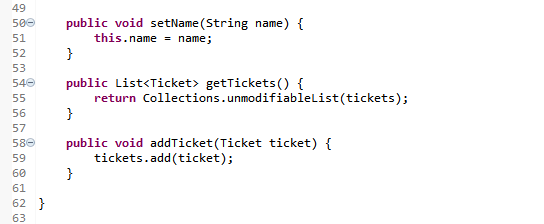 49
50 public void setName(String name) {
51 this.name = name;
52 }
53
54 public List<Ticket> getTickets() {
55 return Collections.unmodifiableList(tickets);
56 }
57
58 public void addTicket(Ticket ticket) {
59 tickets.add(ticket);
60 }
61
62 }
63